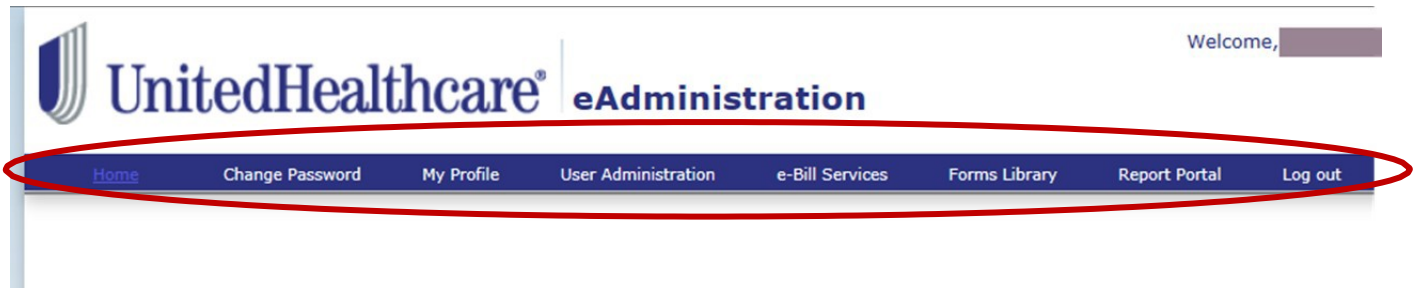 Welcome,
UnitedHealthcare® eAdministration
Home Change Password My Profile User Administration e-Bill Services Forms Library Report Portal Log out